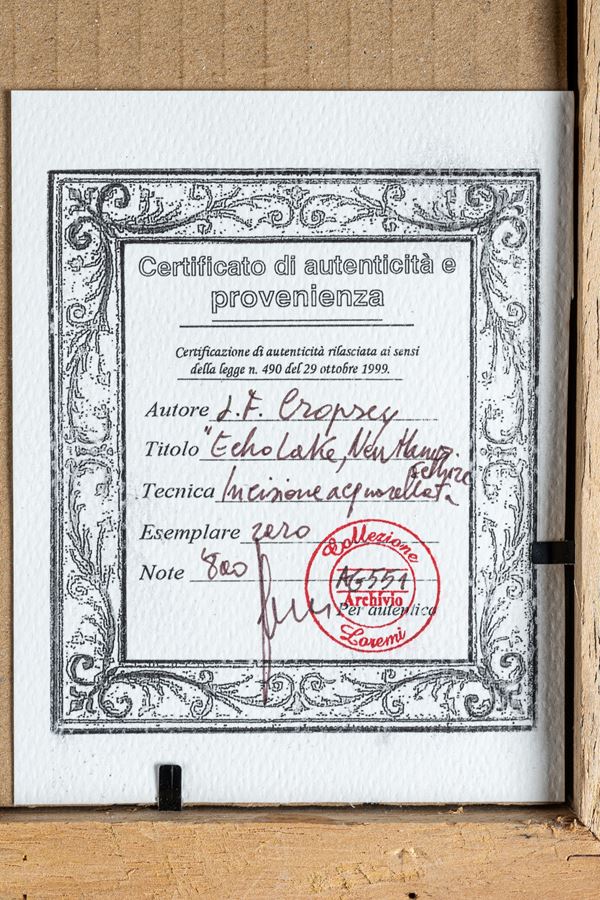 Certificato di autenticità e
provenienza
Certificazione di autenticità rilasciata ai sensi
della legge n. 490 del 29 ottobre 1999.
Autore J. F. Cropsey
Titolo "Echo Lake, New Hamp.
Tecnica Incisione acquarellata
Esemplare raro
Note '800
Collezione
AG551
Archivio
Per autentica
Loremi